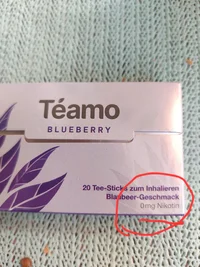 Téamo
BLUEBERRY
20 Tee-Sticks zum Inhalieren
Blaubeer-Geschmack
0mg Nikotin